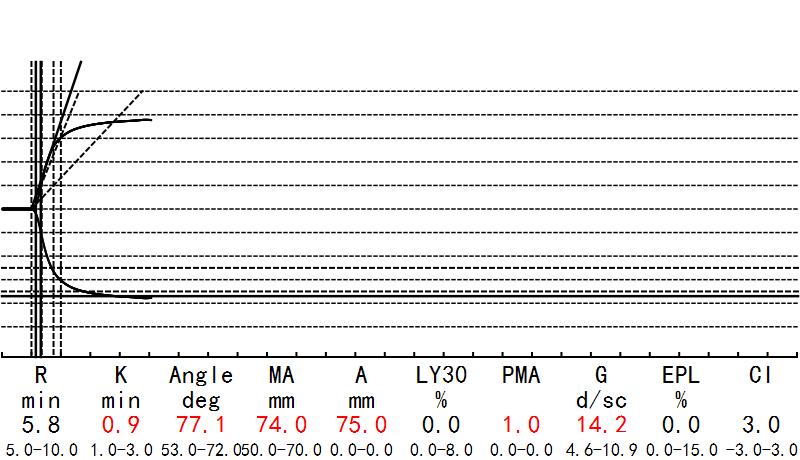 R K Angle MA A LY30 PMA G EPL CI
min min deg mm mm % d/sc %
5.8 0.9 77.1 74.0 75.0 0.0 1.0 14.2 0.0 3.0
5.0-10.0 1.0-3.0 53.0-72.050.0-70.0 0.0-0.0 0.0-8.0 0.0-0.0 4.6-10.9 0.0-15.0 -3.0-3.0